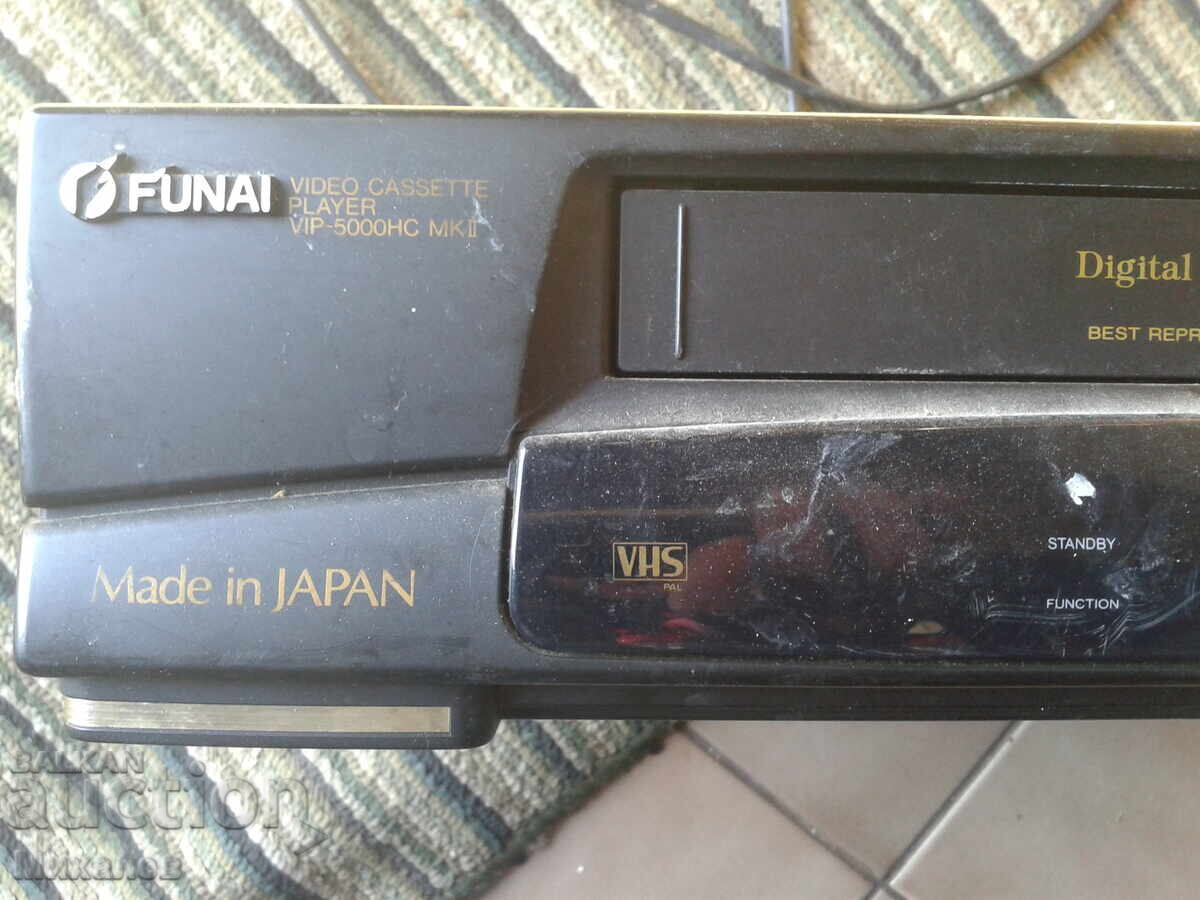 FUNAI
VIDEO CASSETTE
PLAYER
VIP-5000HC MKII
Digital
BEST REPR
VHS
PAL
STANDBY
FUNCTION
Made in JAPAN
BALKAN
auction
Михалов